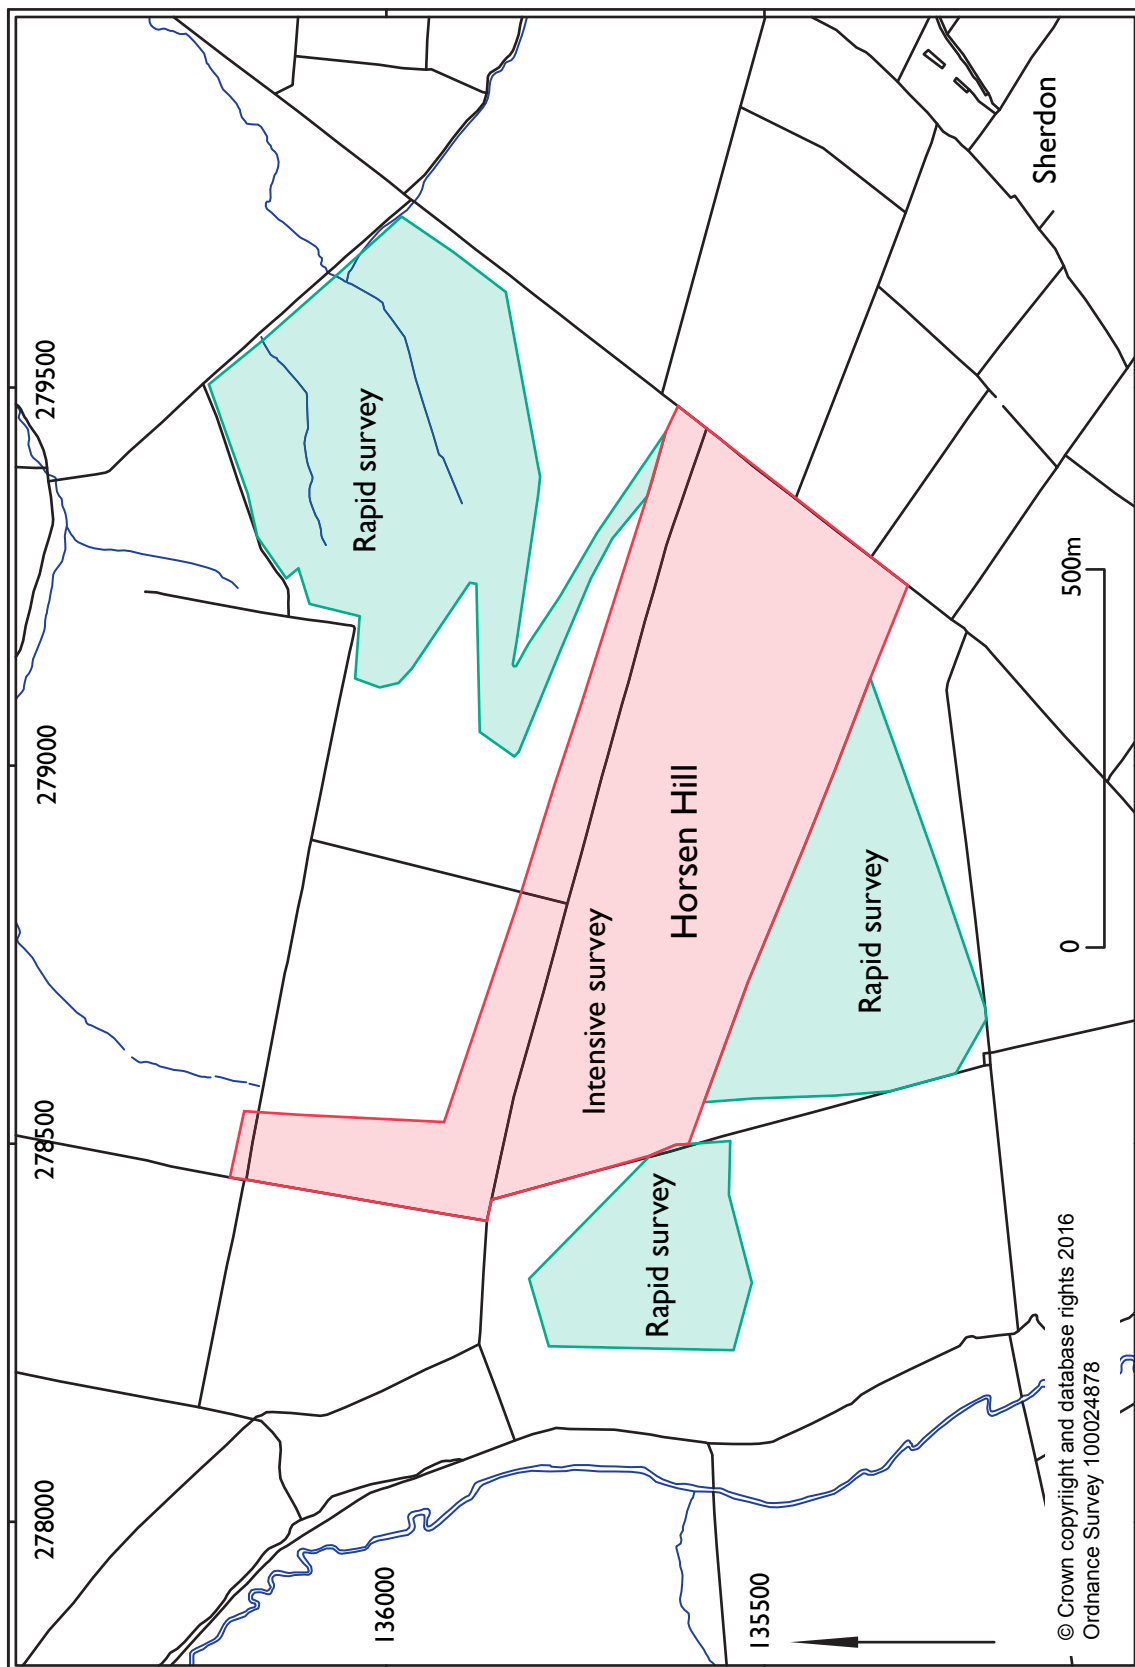 278000
278500
279000
279500
136000
135500
Rapid survey
Rapid survey
Intensive survey
Horsen Hill
Rapid survey
Sherdon
0
500m
© Crown copyright and database rights 2016
Ordnance Survey 100024878